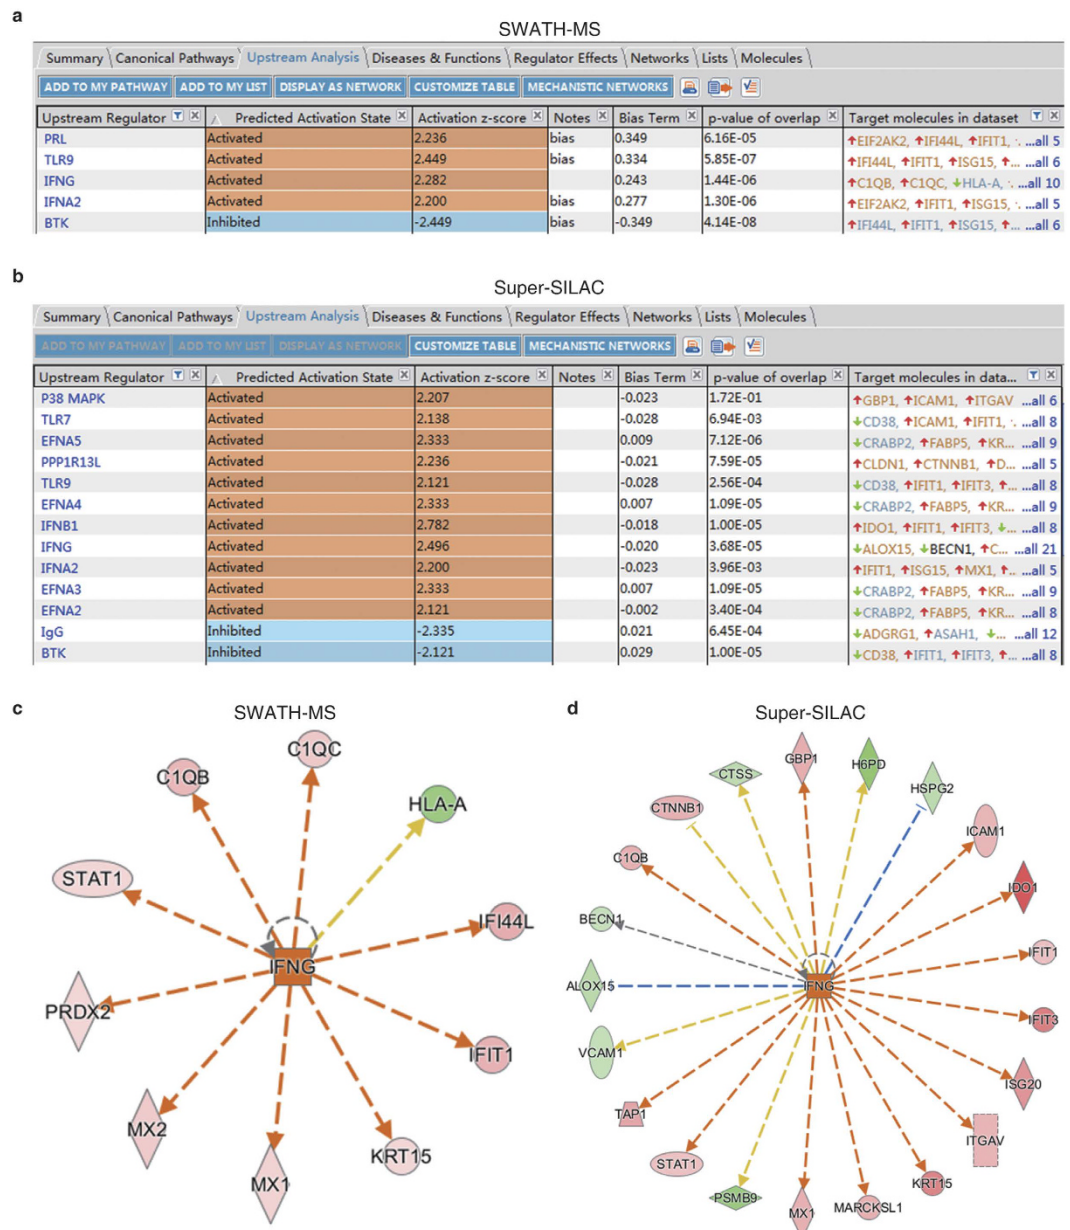 a
SWATH-MS
Summary Canonical Pathways Upstream Analysis Diseases & Functions Regulator Effects Networks Lists Molecules
ADD TO MY PATHWAY ADD TO MY LIST DISPLAY AS NETWORK CUSTOMIZE TABLE MECHANISTIC NETWORKS
Upstream Regulator Predicted Activation State Activation z-score Notes Bias Term p-value of overlap Target molecules in dataset
PRL Activated 2.236 bias 0.349 6.16E-05 ↑EIF2AK2, ↑IFI44L, ↑IFIT1, ...all 5
TLR9 Activated 2.449 bias 0.334 5.85E-07 ↑IFI44L, ↑IFIT1, ↑ISG15, ↑... ...all 6
IFNG Activated 2.282 0.243 1.44E-06 ↑C1QB, ↑C1QC, ↓HLA-A, ...all 10
IFNA2 Activated 2.200 bias 0.277 1.30E-06 ↑EIF2AK2, ↑IFIT1, ↑ISG15, ...all 5
BTK Inhibited -2.449 bias -0.349 4.14E-08 ↑IFI44L, ↑IFIT1, ↑ISG15, ↑... ...all 6
b
Super-SILAC
Summary Canonical Pathways Upstream Analysis Diseases & Functions Regulator Effects Networks Lists Molecules
ADD TO MY PATHWAY ADD TO MY LIST DISPLAY AS NETWORK CUSTOMIZE TABLE MECHANISTIC NETWORKS
Upstream Regulator Predicted Activation State Activation z-score Notes Bias Term p-value of overlap Target molecules in data...
P38 MAPK Activated 2.207 -0.023 1.72E-01 ↑GBP1, ↑ICAM1, ↑ITGAV ...all 6
TLR7 Activated 2.138 -0.028 6.94E-03 ↓CD38, ↑ICAM1, ↑IFIT1, ...all 8
EFNA5 Activated 2.333 0.009 7.12E-06 ↓CRABP2, ↑FABP5, ↑KR... ...all 9
PPP1R13L Activated 2.236 -0.021 7.59E-05 ↑CLDN1, ↑CTNNB1, ↑D... ...all 5
TLR9 Activated 2.121 -0.028 2.56E-04 ↓CD38, ↑IFIT1, ↑IFIT3, ↑... ...all 8
EFNA4 Activated 2.333 0.007 1.09E-05 ↓CRABP2, ↑FABP5, ↑KR... ...all 9
IFNB1 Activated 2.782 -0.018 1.00E-05 ↑IDO1, ↑IFIT1, ↑IFIT3, ↓... ...all 8
IFNG Activated 2.496 -0.020 3.68E-05 ↓ALOX15, ↓BECN1, ↑C... ...all 21
IFNA2 Activated 2.200 -0.023 3.96E-03 ↑IFIT1, ↑ISG15, ↑MX1, ↑... ...all 5
EFNA3 Activated 2.333 0.007 1.09E-05 ↓CRABP2, ↑FABP5, ↑KR... ...all 9
EFNA2 Activated 2.121 -0.002 3.40E-04 ↓CRABP2, ↑FABP5, ↑KR... ...all 8
IgG Inhibited -2.335 0.021 6.45E-04 ↓ADGRG1, ↑ASAH1, ↓... ...all 12
BTK Inhibited -2.121 0.029 1.00E-05 ↓CD38, ↑IFIT1, ↑IFIT3, ↑... ...all 8
c
SWATH-MS
C1QC
C1QB
HLA-A
STAT1
IFI44L
IFNG
PRDX2
IFIT1
MX2
KRT15
MX1
d
Super-SILAC
GBP1
H6PD
CTSS
HSPG2
CTNNB1
ICAM1
C1QB
IDO1
BECN1
IFIT1
ALOX15
IFNG
IFIT3
VCAM1
ISG20
TAP1
ITGAV
STAT1
KRT15
PSMB9
MARCKSL1
MX1